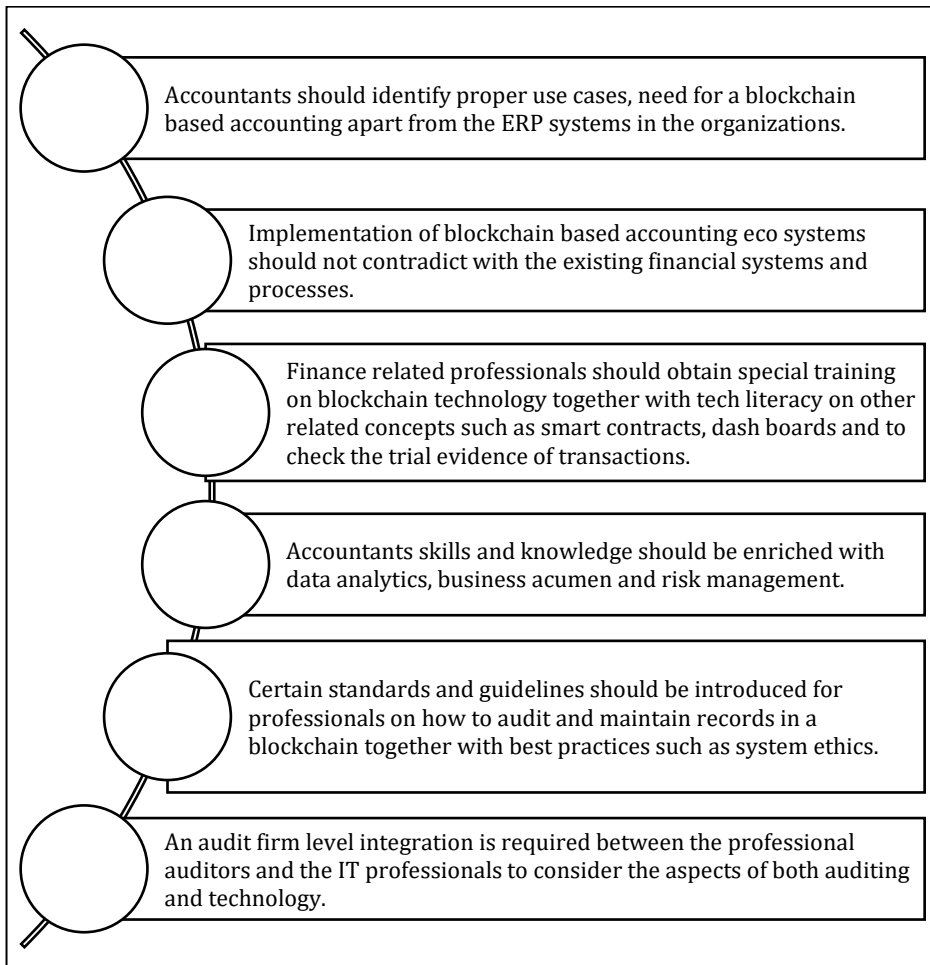 Accountants should identify proper use cases, need for a blockchain
based accounting apart from the ERP systems in the organizations.
Implementation of blockchain based accounting eco systems
should not contradict with the existing financial systems and
processes.
Finance related professionals should obtain special training
on blockchain technology together with tech literacy on other
related concepts such as smart contracts, dash boards and to
check the trial evidence of transactions.
Accountants skills and knowledge should be enriched with
data analytics, business acumen and risk management.
Certain standards and guidelines should be introduced for
professionals on how to audit and maintain records in a
blockchain together with best practices such as system ethics.
An audit firm level integration is required between the professional
auditors and the IT professionals to consider the aspects of both auditing
and technology.